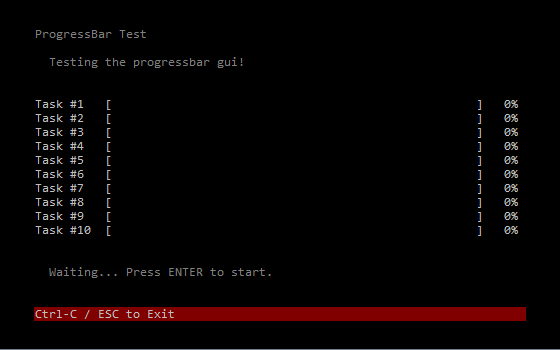 ProgressBar Test
Testing the progressbar gui!
Task #1 [ ] 0%
Task #2 [ ] 0%
Task #3 [ ] 0%
Task #4 [ ] 0%
Task #5 [ ] 0%
Task #6 [ ] 0%
Task #7 [ ] 0%
Task #8 [ ] 0%
Task #9 [ ] 0%
Task #10 [ ] 0%
Waiting... Press ENTER to start.
Ctrl-C / ESC to Exit